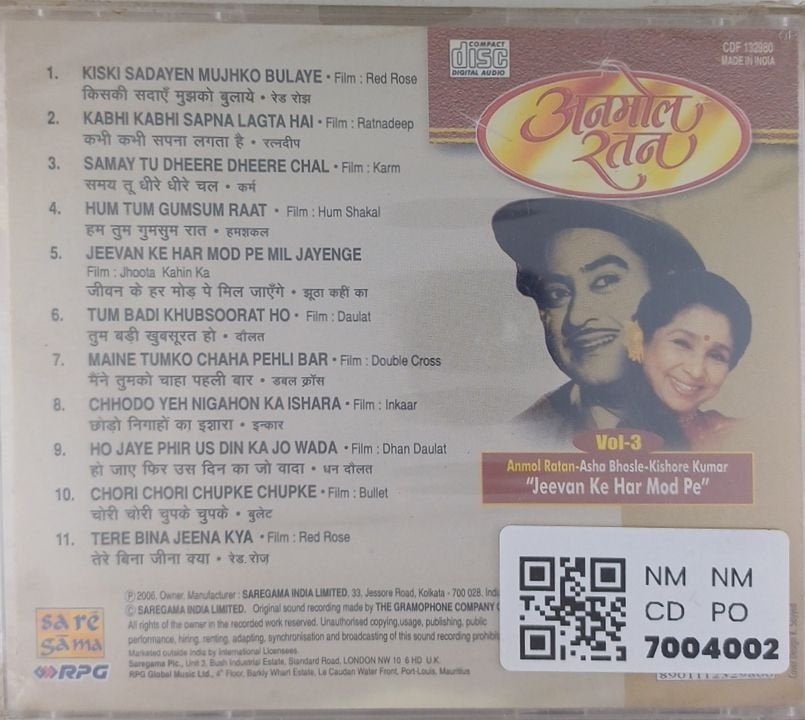 1. KISKI SADAYEN MUJHKO BULAYE • Film : Red Rose
किसकी सदाएँ मुझको बुलाये • रेड रोझ
2. KABHI KABHI SAPNA LAGTA HAI • Film : Ratnadeep
कभी कभी सपना लगता है • रत्नदीप
3. SAMAY TU DHEERE DHEERE CHAL • Film : Karm
समय तू धीरे धीरे चल • कर्म
4. HUM TUM GUMSUM RAAT • Film : Hum Shakal
हम तुम गुमसुम रात • हमशकल
5. JEEVAN KE HAR MOD PE MIL JAYENGE
Film : Jhoota Kahin Ka
जीवन के हर मोड़ पे मिल जाएँगे • झूठा कहीं का
6. TUM BADI KHUBSOORAT HO • Film : Daulat
तुम बड़ी खुबसूरत हो • दौलत
7. MAINE TUMKO CHAHA PEHLI BAR • Film : Double Cross
मैंने तुमको चाहा पहली बार • डबल क्रॉस
8. CHHODO YEH NIGAHON KA ISHARA • Film : Inkaar
छोड़ो निगाहों का इशारा • इन्कार
9. HO JAYE PHIR US DIN KA JO WADA • Film : Dhan Daulat
हो जाए फिर उस दिन का जो वादा • धन दौलत
10. CHORI CHORI CHUPKE CHUPKE • Film : Bullet
चोरी चोरी चुपके चुपके • बुलेट
11. TERE BINA JEENA KYA • Film : Red Rose
तेरे बिना जीना क्या • रेड. रोज
COMPACT
disc
DIGITAL AUDIO
CDF 132980
MADE IN INDIA
अनमोल
रतन
Vol-3
Anmol Ratan-Asha Bhosle-Kishore Kumar
"Jeevan Ke Har Mod Pe"
NM NM
CD PO
7004002
sa rē
gāma
RPG
Ⓟ 2006, Owner, Manufacturer : SAREGAMA INDIA LIMITED, 33, Jessore Road, Kolkata - 700 028. Indi
© SAREGAMA INDIA LIMITED. Original sound recording made by THE GRAMOPHONE COMPANY
All rights of the owner in the recorded work reserved. Unauthorised copying,usage, publishing, public
performance, hiring, renting, adapting, synchronisation and broadcasting of this sound recording prohibi
Marketed outside India by International Licensees.
Saregama Plc., Unit 3, Bush Industrial Estate, Standard Road, LONDON NW 10 6 HD U.K.
RPG Global Music Ltd., 4th Floor, Barkly Wharf Estate, Le Caudan Water Front, Port-Louis, Mauritius